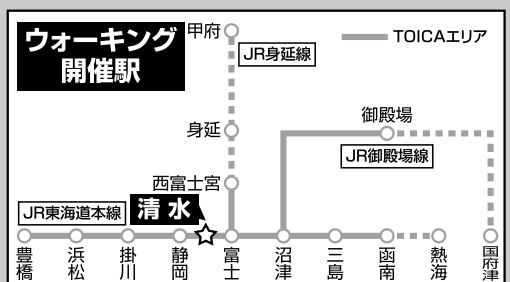 ウォーキング
開催駅
甲府
TOICAエリア
JR身延線
御殿場
身延
JR御殿場線
西富士宮
清水
JR東海道本線
豊橋
浜松
掛川
静岡
富士
沼津
三島
函南
熱海
国府津